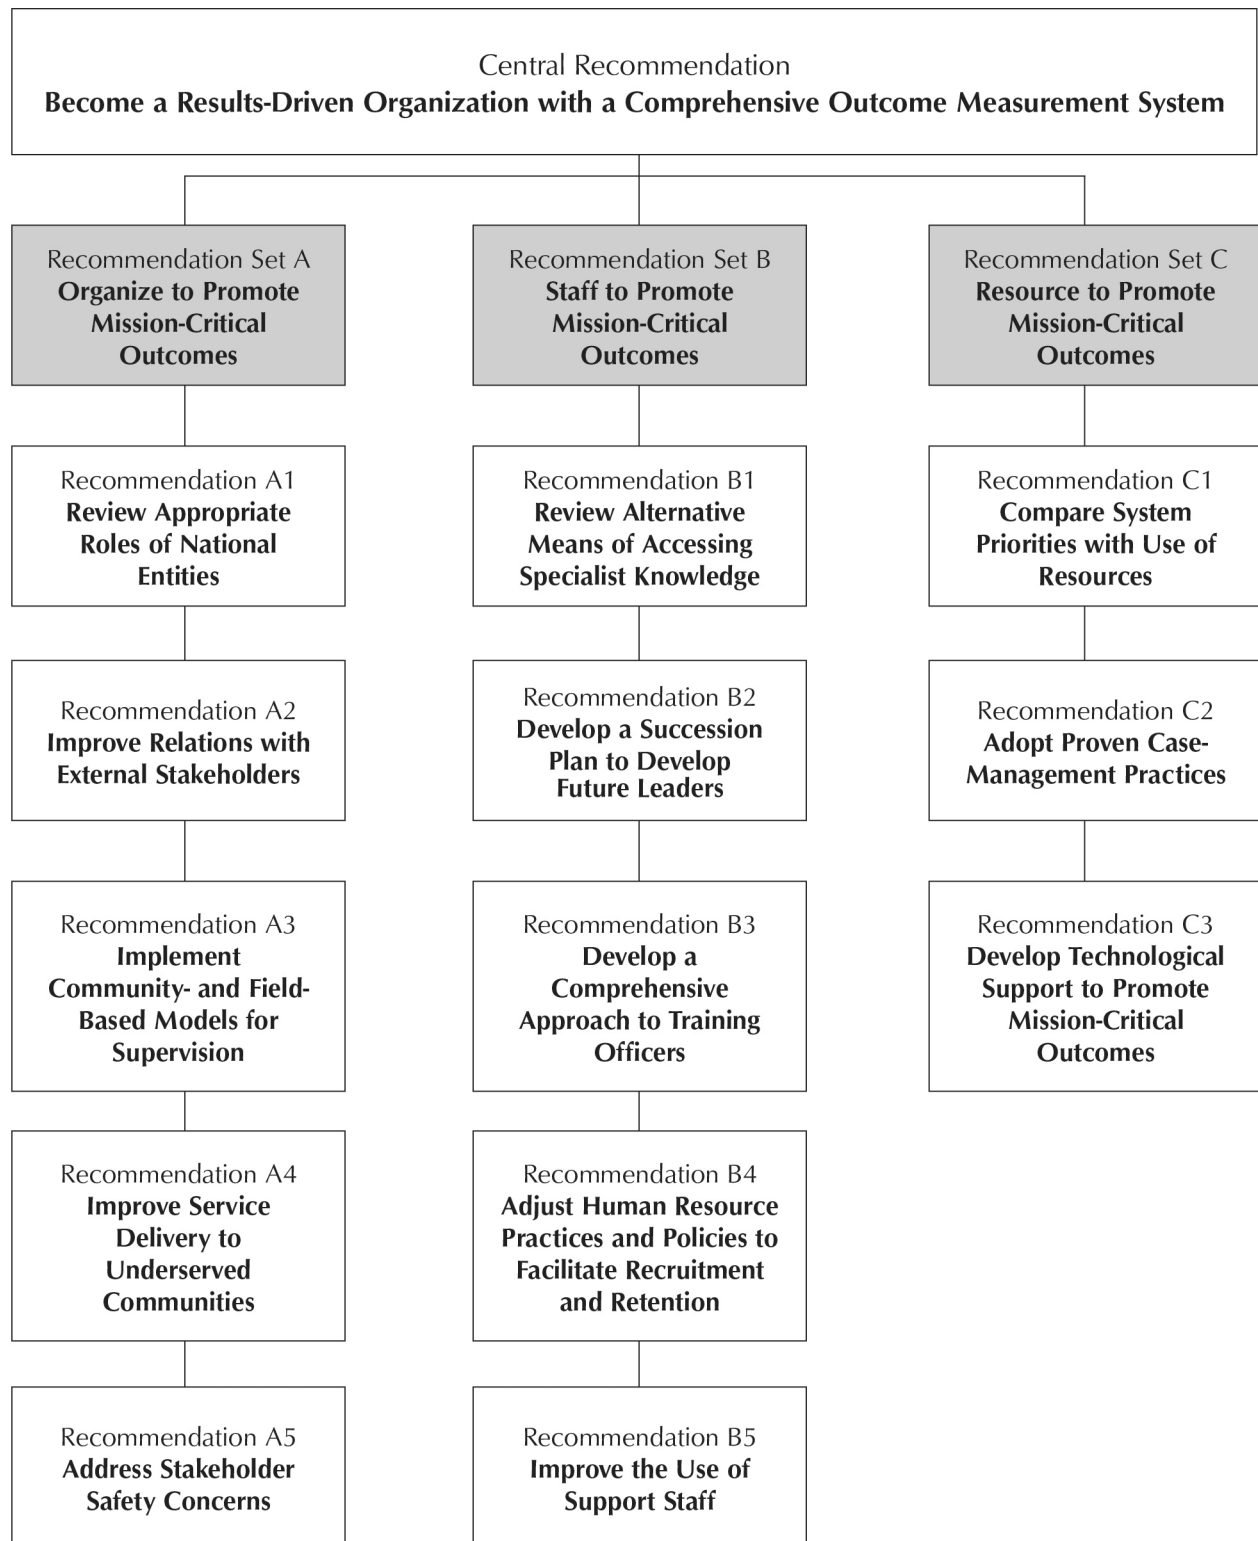 Central Recommendation
Become a Results-Driven Organization with a Comprehensive Outcome Measurement System
Recommendation Set A
Organize to Promote
Mission-Critical
Outcomes
Recommendation A1
Review Appropriate
Roles of National
Entities
Recommendation A2
Improve Relations with
External Stakeholders
Recommendation A3
Implement
Community- and Field-
Based Models for
Supervision
Recommendation A4
Improve Service
Delivery to
Underserved
Communities
Recommendation A5
Address Stakeholder
Safety Concerns
Recommendation Set B
Staff to Promote
Mission-Critical
Outcomes
Recommendation B1
Review Alternative
Means of Accessing
Specialist Knowledge
Recommendation B2
Develop a Succession
Plan to Develop
Future Leaders
Recommendation B3
Develop a
Comprehensive
Approach to Training
Officers
Recommendation B4
Adjust Human Resource
Practices and Policies to
Facilitate Recruitment
and Retention
Recommendation B5
Improve the Use of
Support Staff
Recommendation Set C
Resource to Promote
Mission-Critical
Outcomes
Recommendation C1
Compare System
Priorities with Use of
Resources
Recommendation C2
Adopt Proven Case-
Management Practices
Recommendation C3
Develop Technological
Support to Promote
Mission-Critical
Outcomes